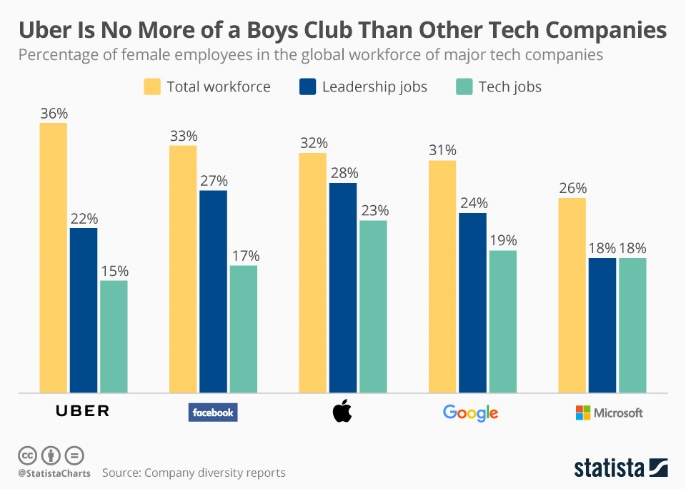 Uber Is No More of a Boys Club Than Other Tech Companies
Percentage of female employees in the global workforce of major tech companies
Total workforce Leadership jobs Tech jobs
36% 22% 15%
33% 27% 17%
32% 28% 23%
31% 24% 19%
26% 18% 18%
UBER facebook Google Microsoft
cc =
@StatistaCharts Source: Company diversity reports
statista